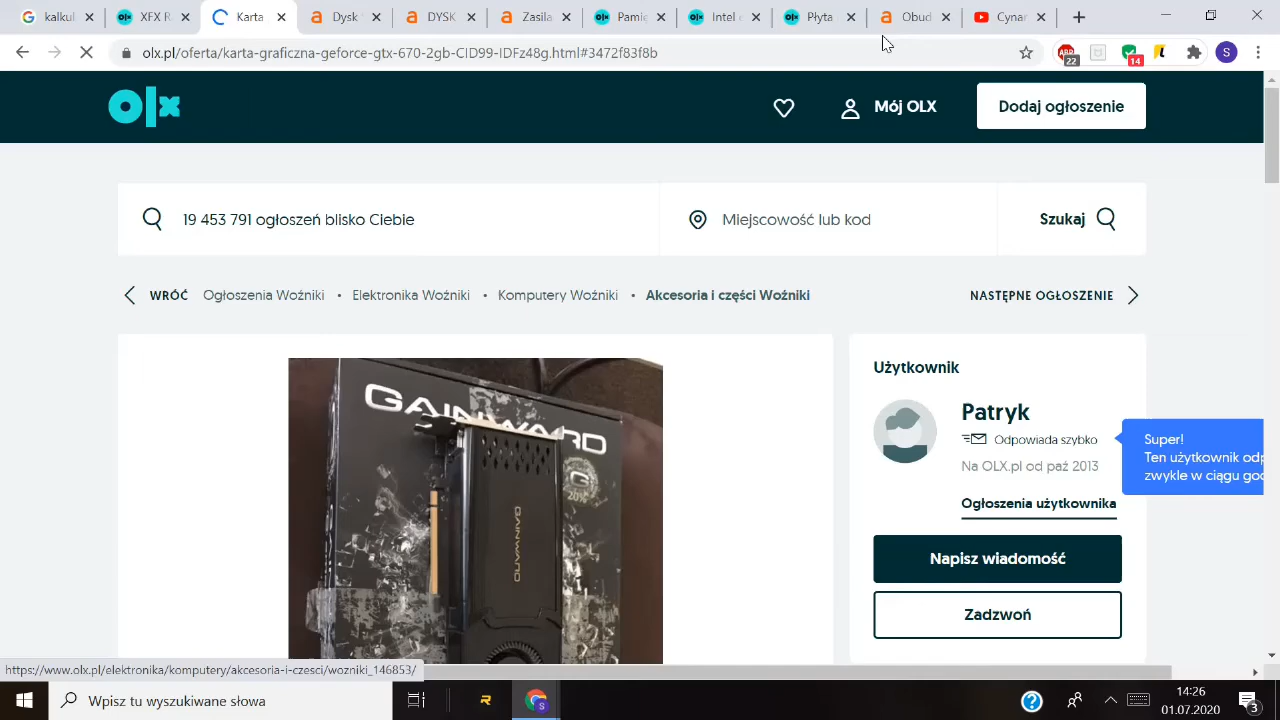 kalkul
XFX R
Karta
Dysk
DYSK
Zasila
Pamię
Intel
Płyta
Obud
Cynar
olx.pl/oferta/karta-graficzna-geforce-gtx-670-2gb-CID99-IDFz48g.html#3472f83f8b
22
14
S
olx
Mój OLX
Dodaj ogłoszenie
19 453 791 ogłoszeń blisko Ciebie
Miejscowość lub kod
Szukaj
WRÓĆ
Ogłoszenia Woźniki • Elektronika Woźniki • Komputery Woźniki • Akcesoria i części Woźniki
NASTĘPNE OGŁOSZENIE
GAINWARD
GAINWARD
Użytkownik
Patryk
Odpowiada szybko
Na OLX.pl od paź 2013
Ogłoszenia użytkownika
Super!
Ten użytkownik odp
zwykle w ciągu god
Napisz wiadomość
Zadzwoń
https://www.olx.pl/elektronika/komputery/akcesoria-i-czesci/wozniki_146853/
Wpisz tu wyszukiwane słowa
14:26
01.07.2020
3